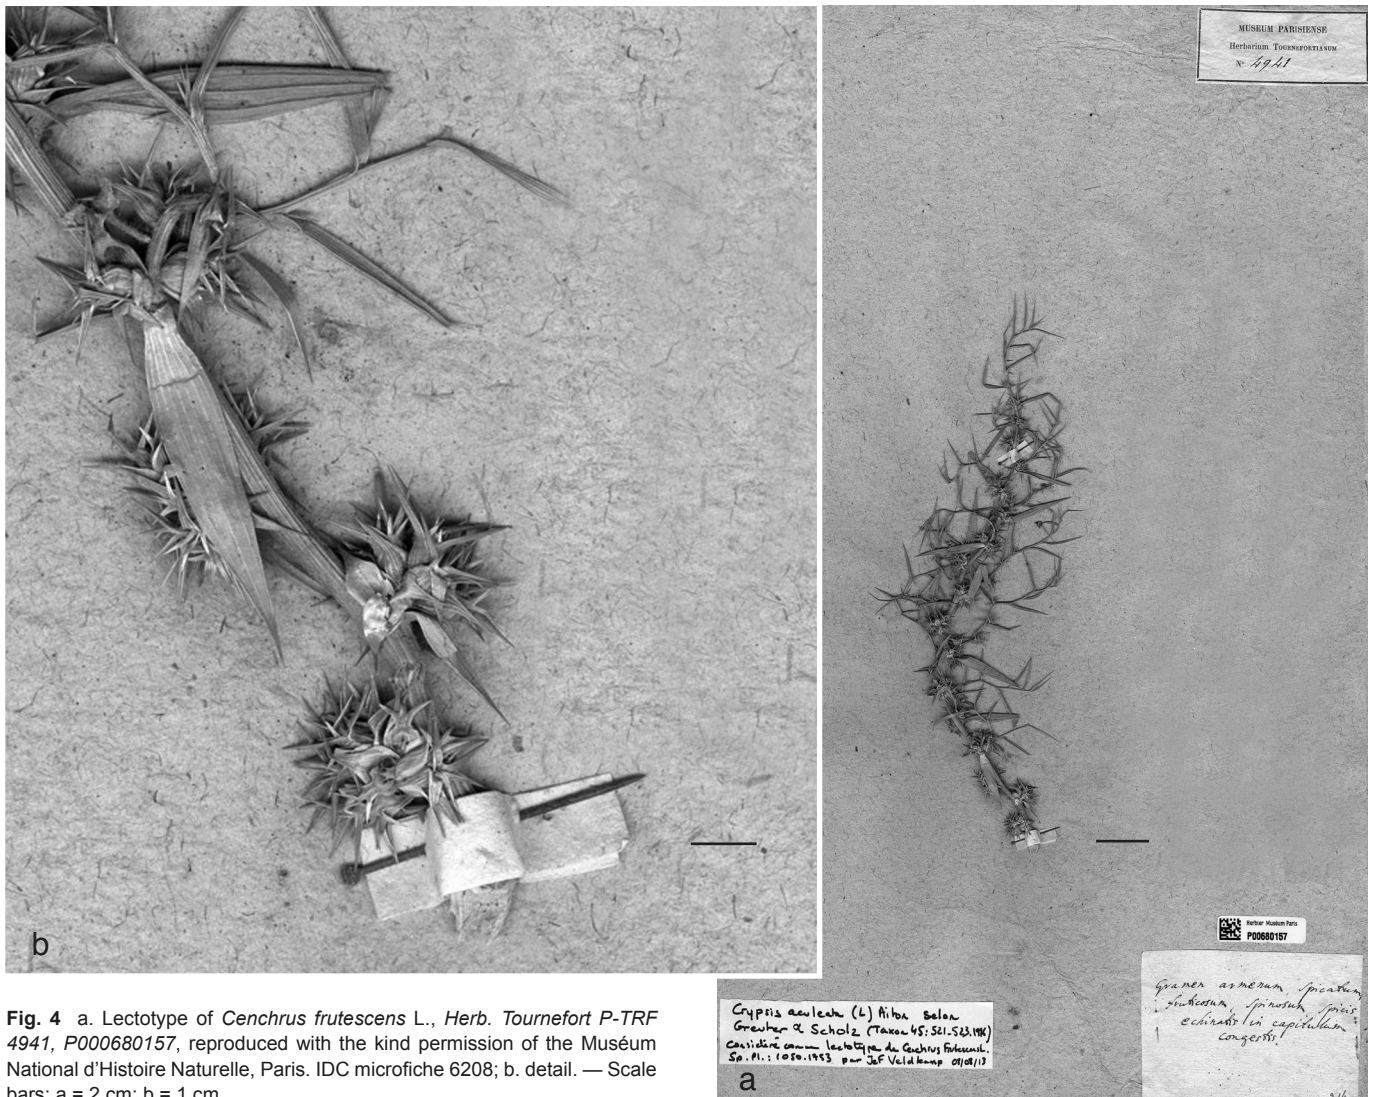 MUSEUM PARISIENSE
Herbarium TOURNEFORTIANUM
N° 4941
b
Herbier Muséum Paris
P00680157
Gramen armenum, spicatum,
fruticosum, spinosum, spicis
echinatis in capitulum
congestis.
Crypsis aculeata (L) Aiton selon
Greuter & Scholz (Taxon 45: 521-523.1996)
Considéré comme lectotype de Cenchrus frutescens L.
Sp. Pl.: 1050.1753 par Jef Veldkamp 08/08/13
a
Fig. 4 a. Lectotype of Cenchrus frutescens L., Herb. Tournefort P-TRF
4941, P000680157, reproduced with the kind permission of the Muséum
National d'Histoire Naturelle, Paris. IDC microfiche 6208; b. detail. — Scale
bars: a = 2 cm; b = 1 cm.